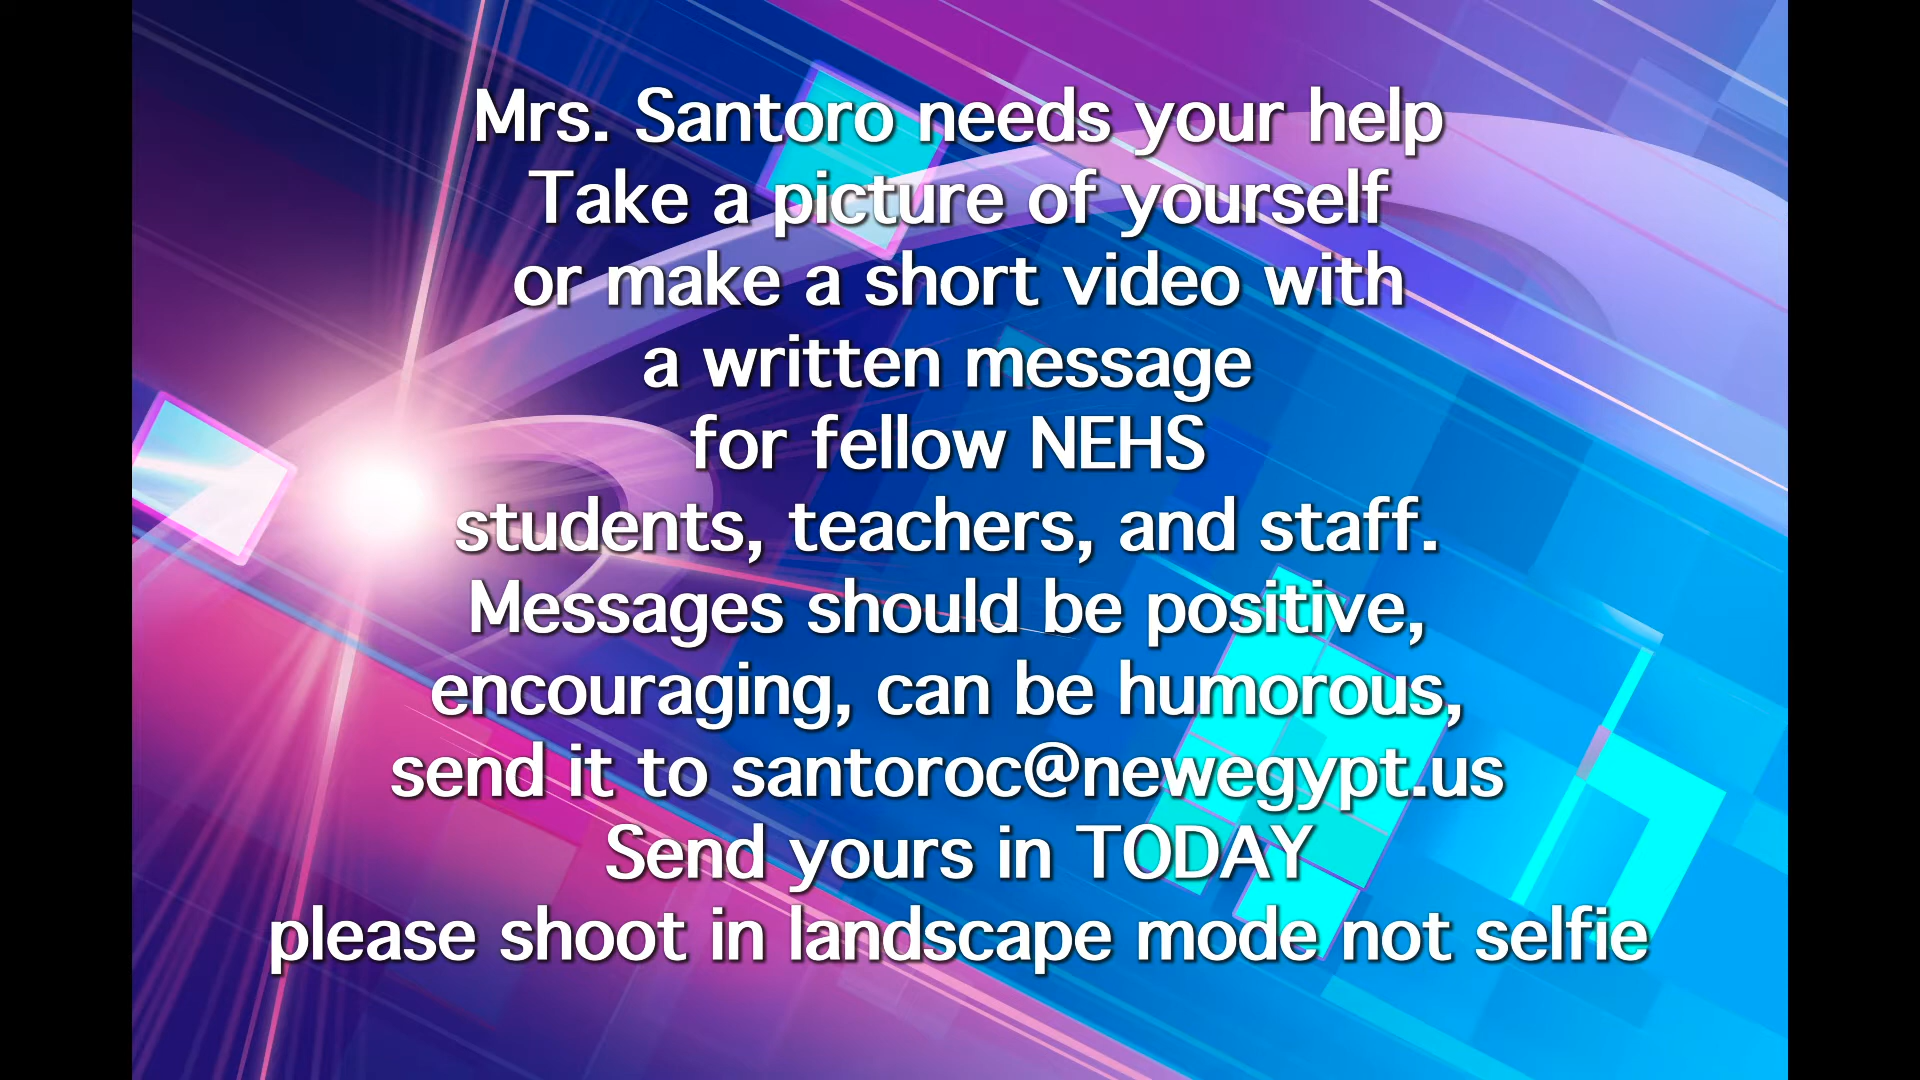 Mrs. Santoro needs your help
Take a picture of yourself
or make a short video with
a written message
for fellow NEHS
students, teachers, and staff.
Messages should be positive,
encouraging, can be humorous,
send it to santoroc@newegypt.us
Send yours in TODAY
please shoot in landscape mode not selfie